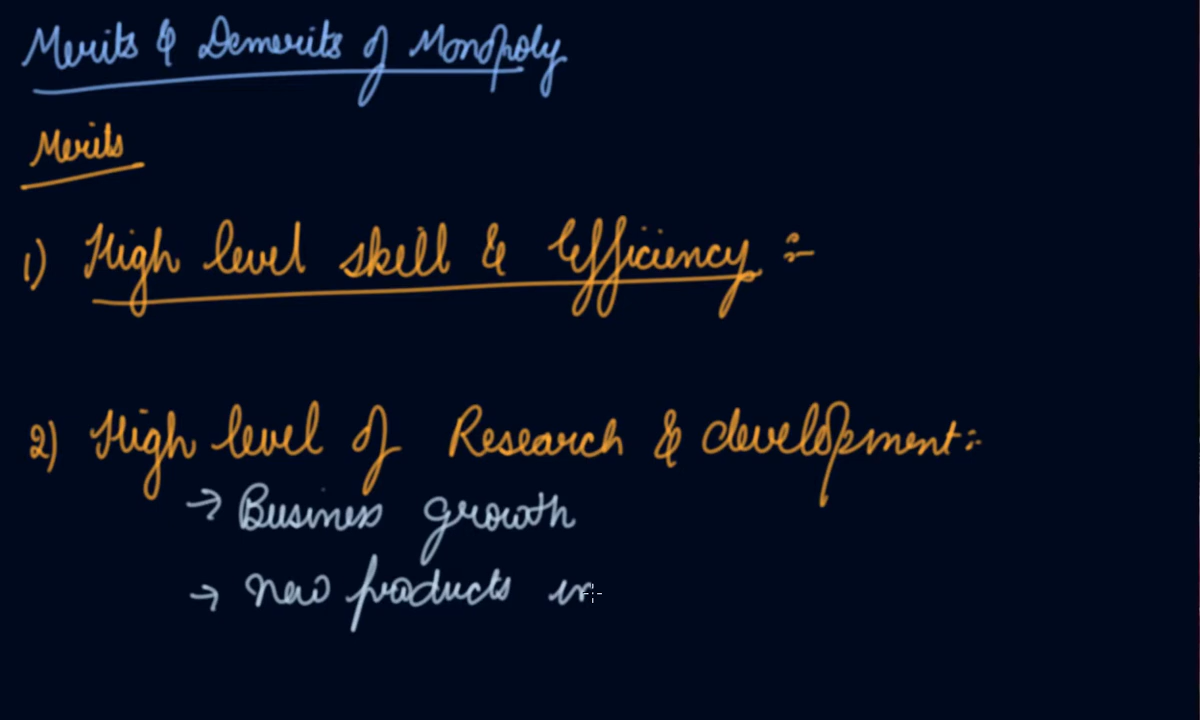 Merits & Demerits of Monopoly
Merits
1) High level skill & Efficiency :-
2) High level of Research & development:-
→ Business growth
→ new products in